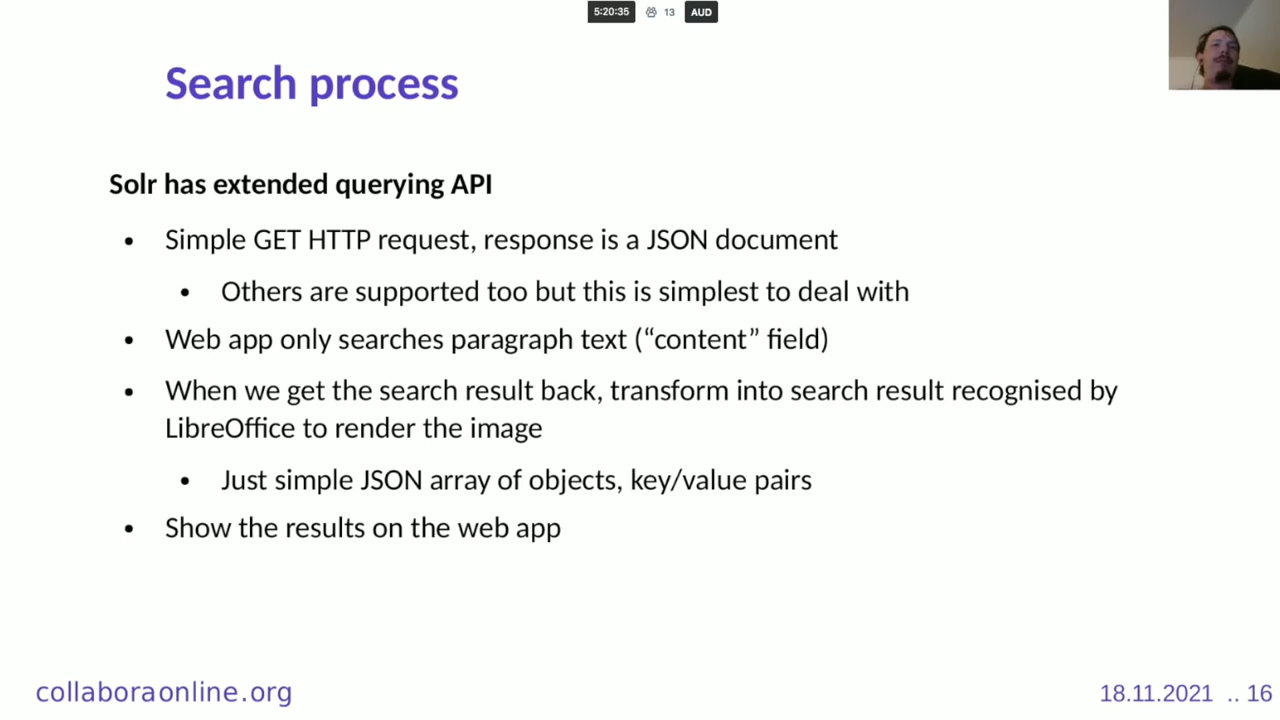 5:20:35 13 AUD
Search process
Solr has extended querying API
• Simple GET HTTP request, response is a JSON document
• Others are supported too but this is simplest to deal with
• Web app only searches paragraph text (“content” field)
• When we get the search result back, transform into search result recognised by
LibreOffice to render the image
• Just simple JSON array of objects, key/value pairs
• Show the results on the web app
collaboraonline.org
18.11.2021 .. 16